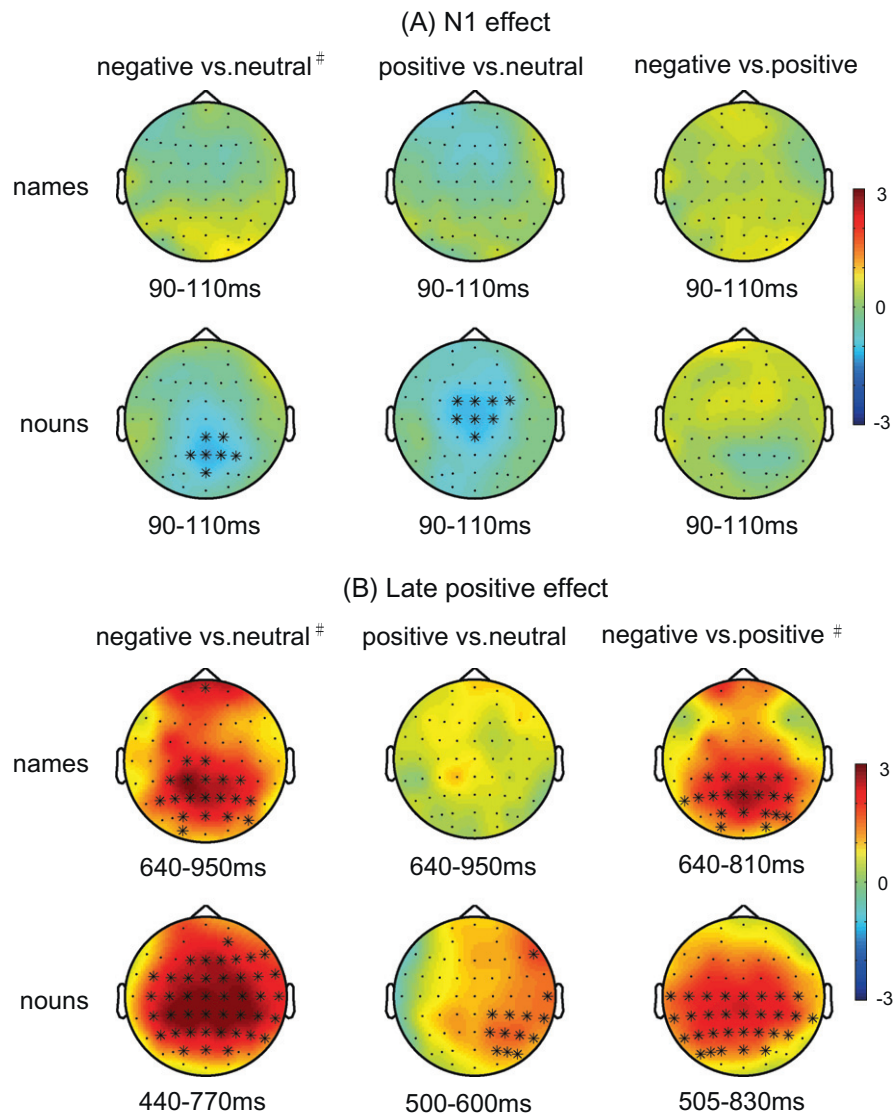 (A) N1 effect
negative vs.neutral # positive vs.neutral negative vs.positive
names
90-110ms 90-110ms 90-110ms
3
0
-3
nouns
90-110ms 90-110ms 90-110ms
(B) Late positive effect
negative vs.neutral # positive vs.neutral negative vs.positive #
names
640-950ms 640-950ms 640-810ms
3
0
-3
nouns
440-770ms 500-600ms 505-830ms